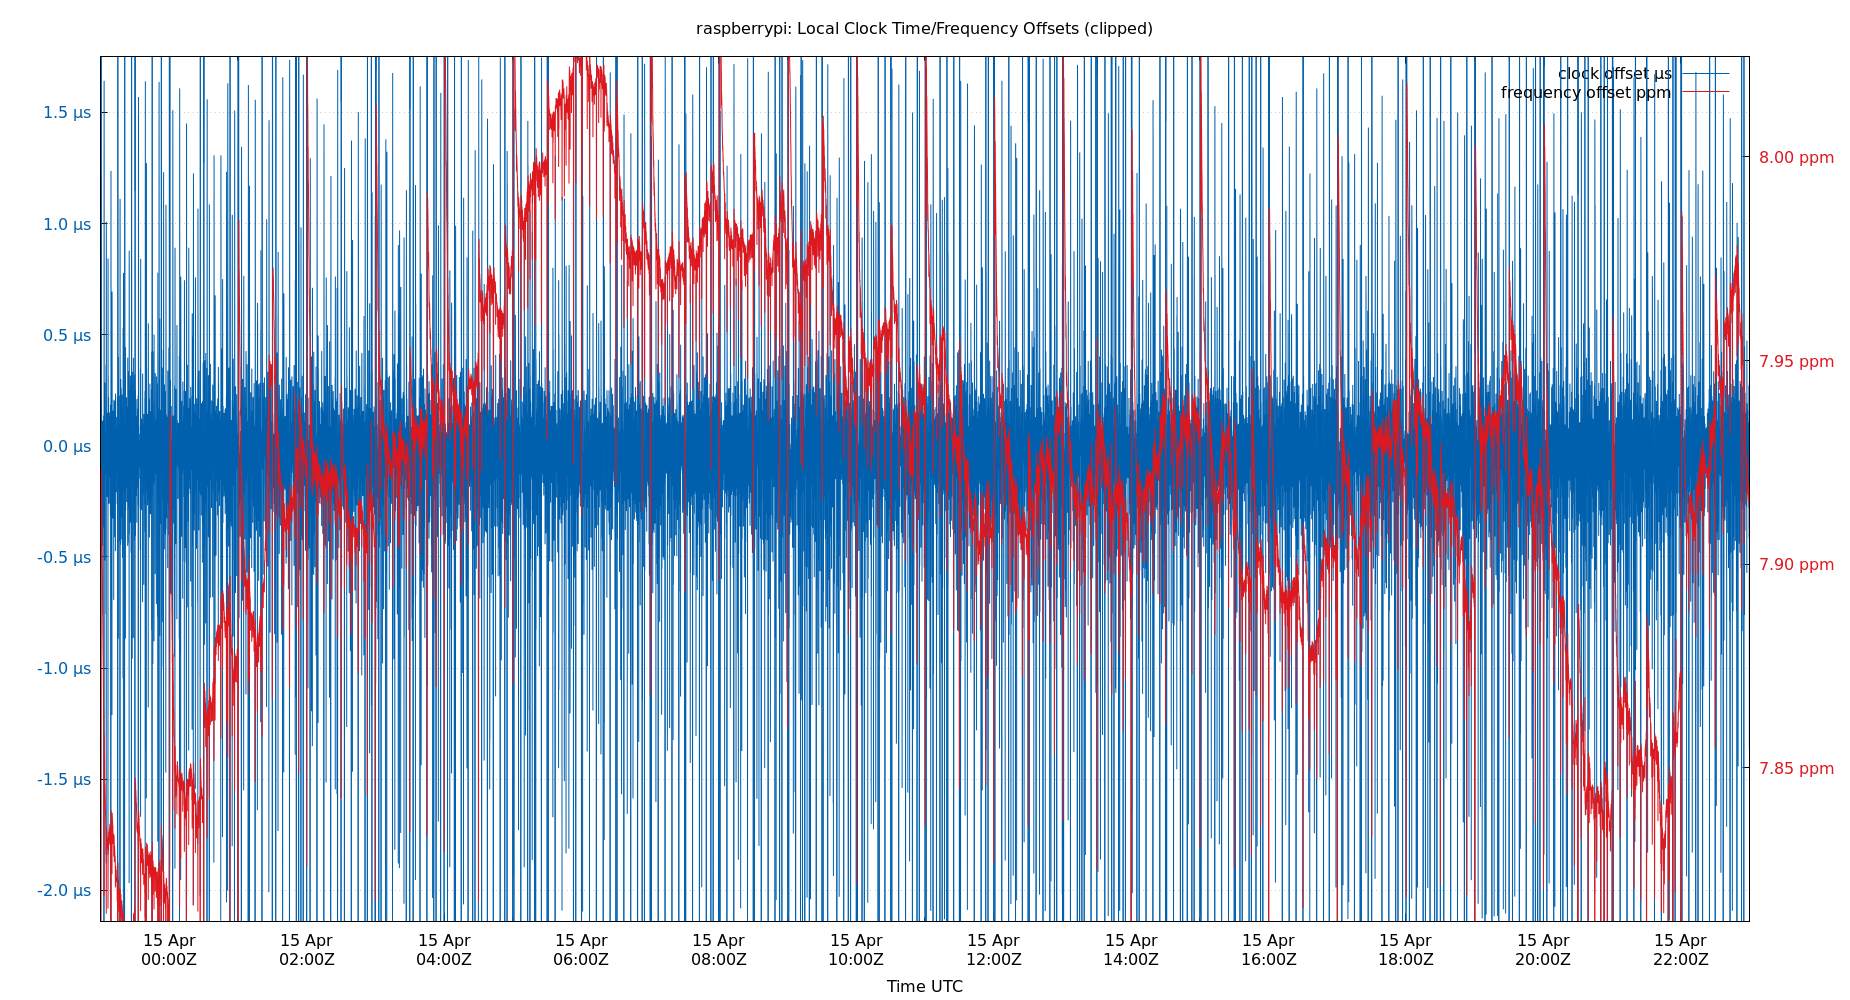 raspberrypi: Local Clock Time/Frequency Offsets (clipped)
clock offset µs
frequency offset ppm
1.5 µs
1.0 µs
0.5 µs
0.0 µs
-0.5 µs
-1.0 µs
-1.5 µs
-2.0 µs
8.00 ppm
7.95 ppm
7.90 ppm
7.85 ppm
15 Apr 15 Apr 15 Apr 15 Apr 15 Apr 15 Apr 15 Apr 15 Apr 15 Apr 15 Apr 15 Apr 15 Apr
00:00Z 02:00Z 04:00Z 06:00Z 08:00Z 10:00Z 12:00Z 14:00Z 16:00Z 18:00Z 20:00Z 22:00Z
Time UTC